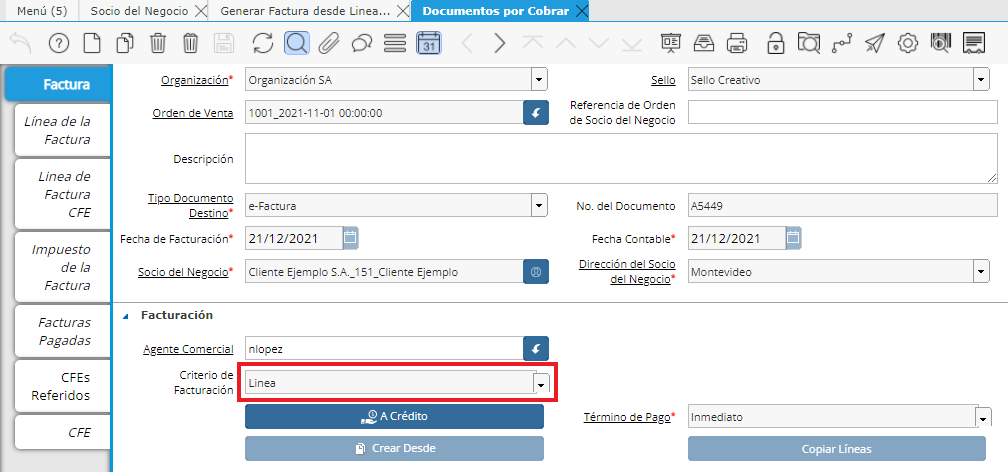 Menú (5)
Socio del Negocio
Generar Factura desde Linea...
Documentos por Cobrar
31
Factura
Línea de la
Factura
Linea de
Factura
CFE
Impuesto
de la
Factura
Facturas
Pagadas
CFEs
Referidos
CFE
Organización* Organización SA
Sello Sello Creativo
Orden de Venta 1001_2021-11-01 00:00:00
Referencia de Orden
de Socio del Negocio
Descripción
Tipo Documento
Destino* e-Factura
No. del Documento A5449
Fecha de Facturación* 21/12/2021
Fecha Contable* 21/12/2021
Socio del Negocio* Cliente Ejemplo S.A._151_Cliente Ejemplo
Dirección del Socio
del Negocio* Montevideo
Facturación
Agente Comercial nlopez
Criterio de
Facturación Linea
A Crédito
Término de Pago* Inmediato
Crear Desde
Copiar Líneas